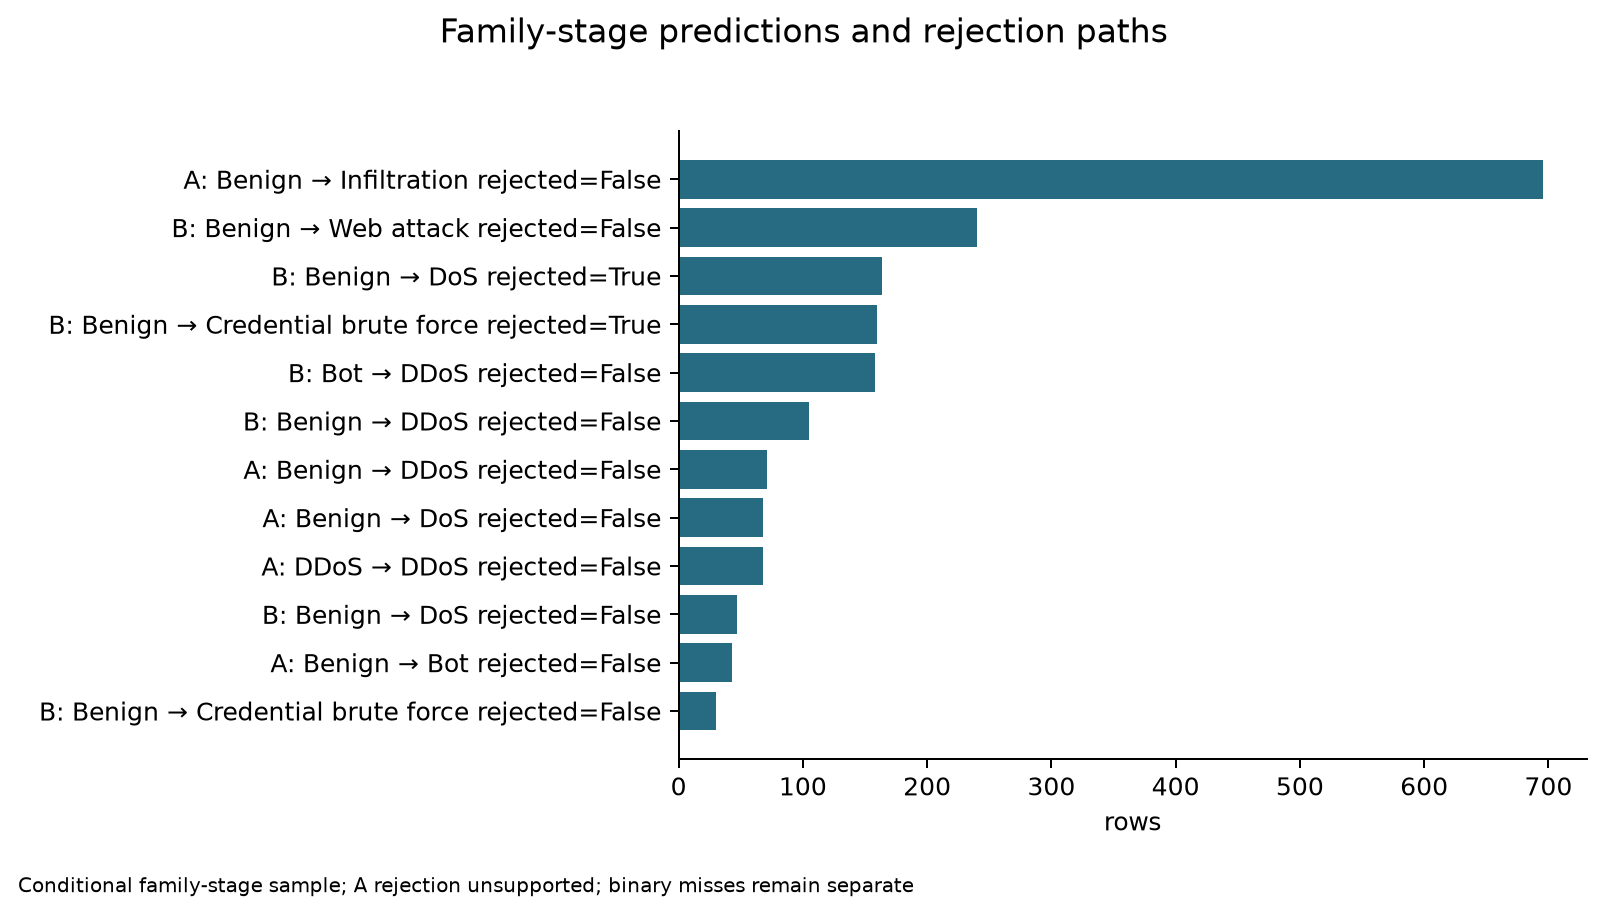 Family-stage predictions and rejection paths
A: Benign → Infiltration rejected=False
B: Benign → Web attack rejected=False
B: Benign → DoS rejected=True
B: Benign → Credential brute force rejected=True
B: Bot → DDoS rejected=False
B: Benign → DDoS rejected=False
A: Benign → DDoS rejected=False
A: Benign → DoS rejected=False
A: DDoS → DDoS rejected=False
B: Benign → DoS rejected=False
A: Benign → Bot rejected=False
B: Benign → Credential brute force rejected=False
0 100 200 300 400 500 600 700
rows
Conditional family-stage sample; A rejection unsupported; binary misses remain separate